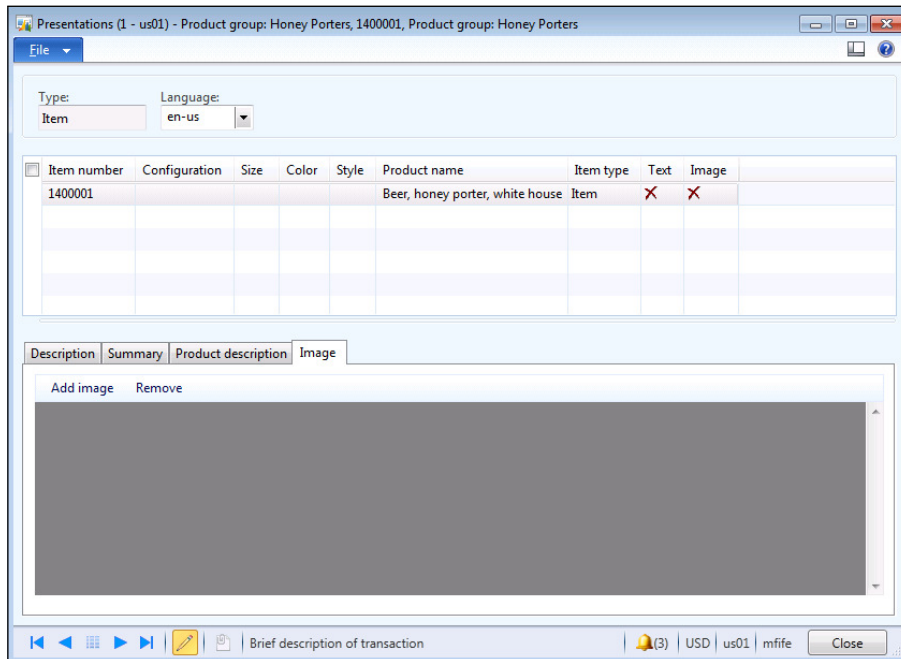 Presentations (1 - us01) - Product group: Honey Porters, 1400001, Product group: Honey Porters
File
Type: Language:
Item en-us
Item number Configuration Size Color Style Product name Item type Text Image
1400001 Beer, honey porter, white house Item
Description Summary Product description Image
Add image Remove
Brief description of transaction (3) USD us01 mfife Close